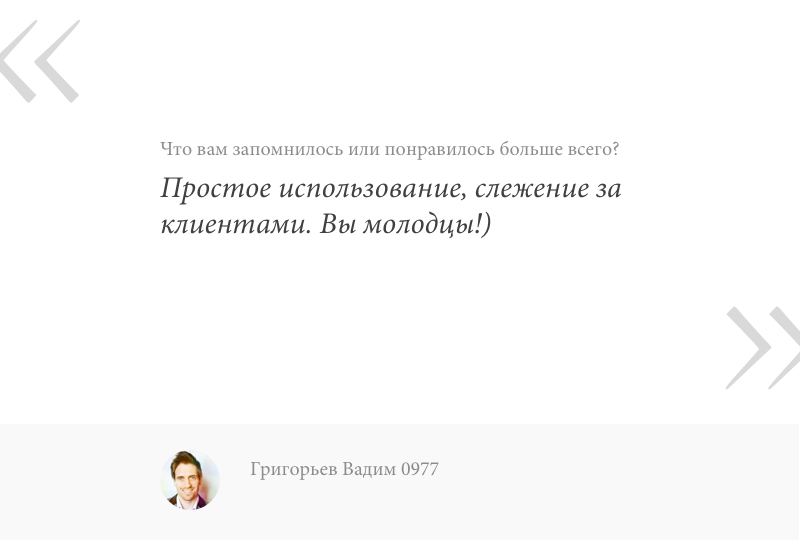 «
Что вам запомнилось или понравилось больше всего?
Простое использование, слежение за
клиентами. Вы молодцы!)
»
Григорьев Вадим 0977